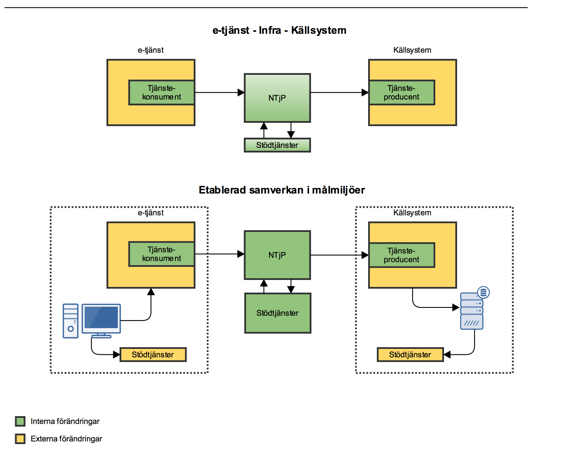 e-tjänst - Infra - Källsystem
e-tjänst
Källsystem
Tjänste-
konsument
NTjP
Tjänste-
producent
Stödtjänster
Etablerad samverkan i målmiljöer
e-tjänst
Källsystem
Tjänste-
konsument
NTjP
Tjänste-
producent
Stödtjänster
Stödtjänster
Stödtjänster
Interna förändringar
Externa förändringar